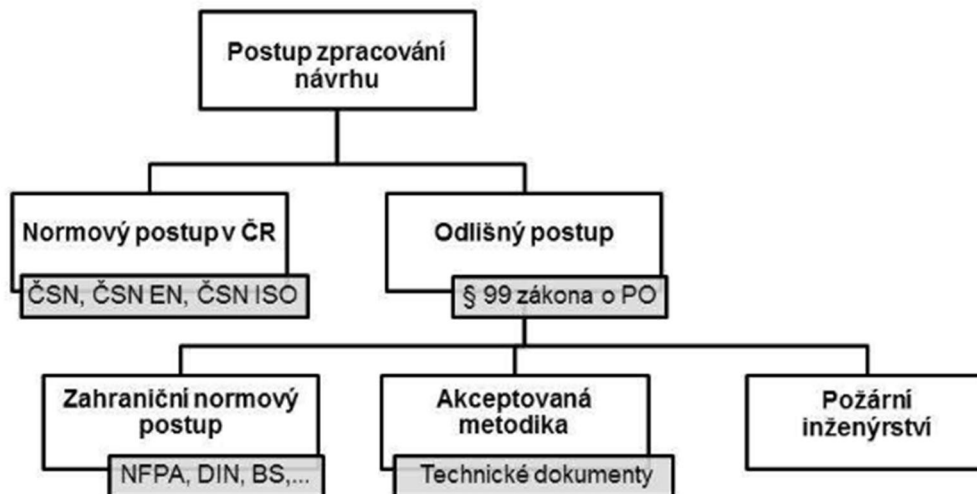 Postup zpracování
návrhu
Normový postup v ČR
Odlišný postup
ČSN, ČSN EN, ČSN ISO
§ 99 zákona o PO
Zahraniční normový
postup
Akceptovaná
metodika
Požární
inženýrství
NFPA, DIN, BS,...
Technické dokumenty